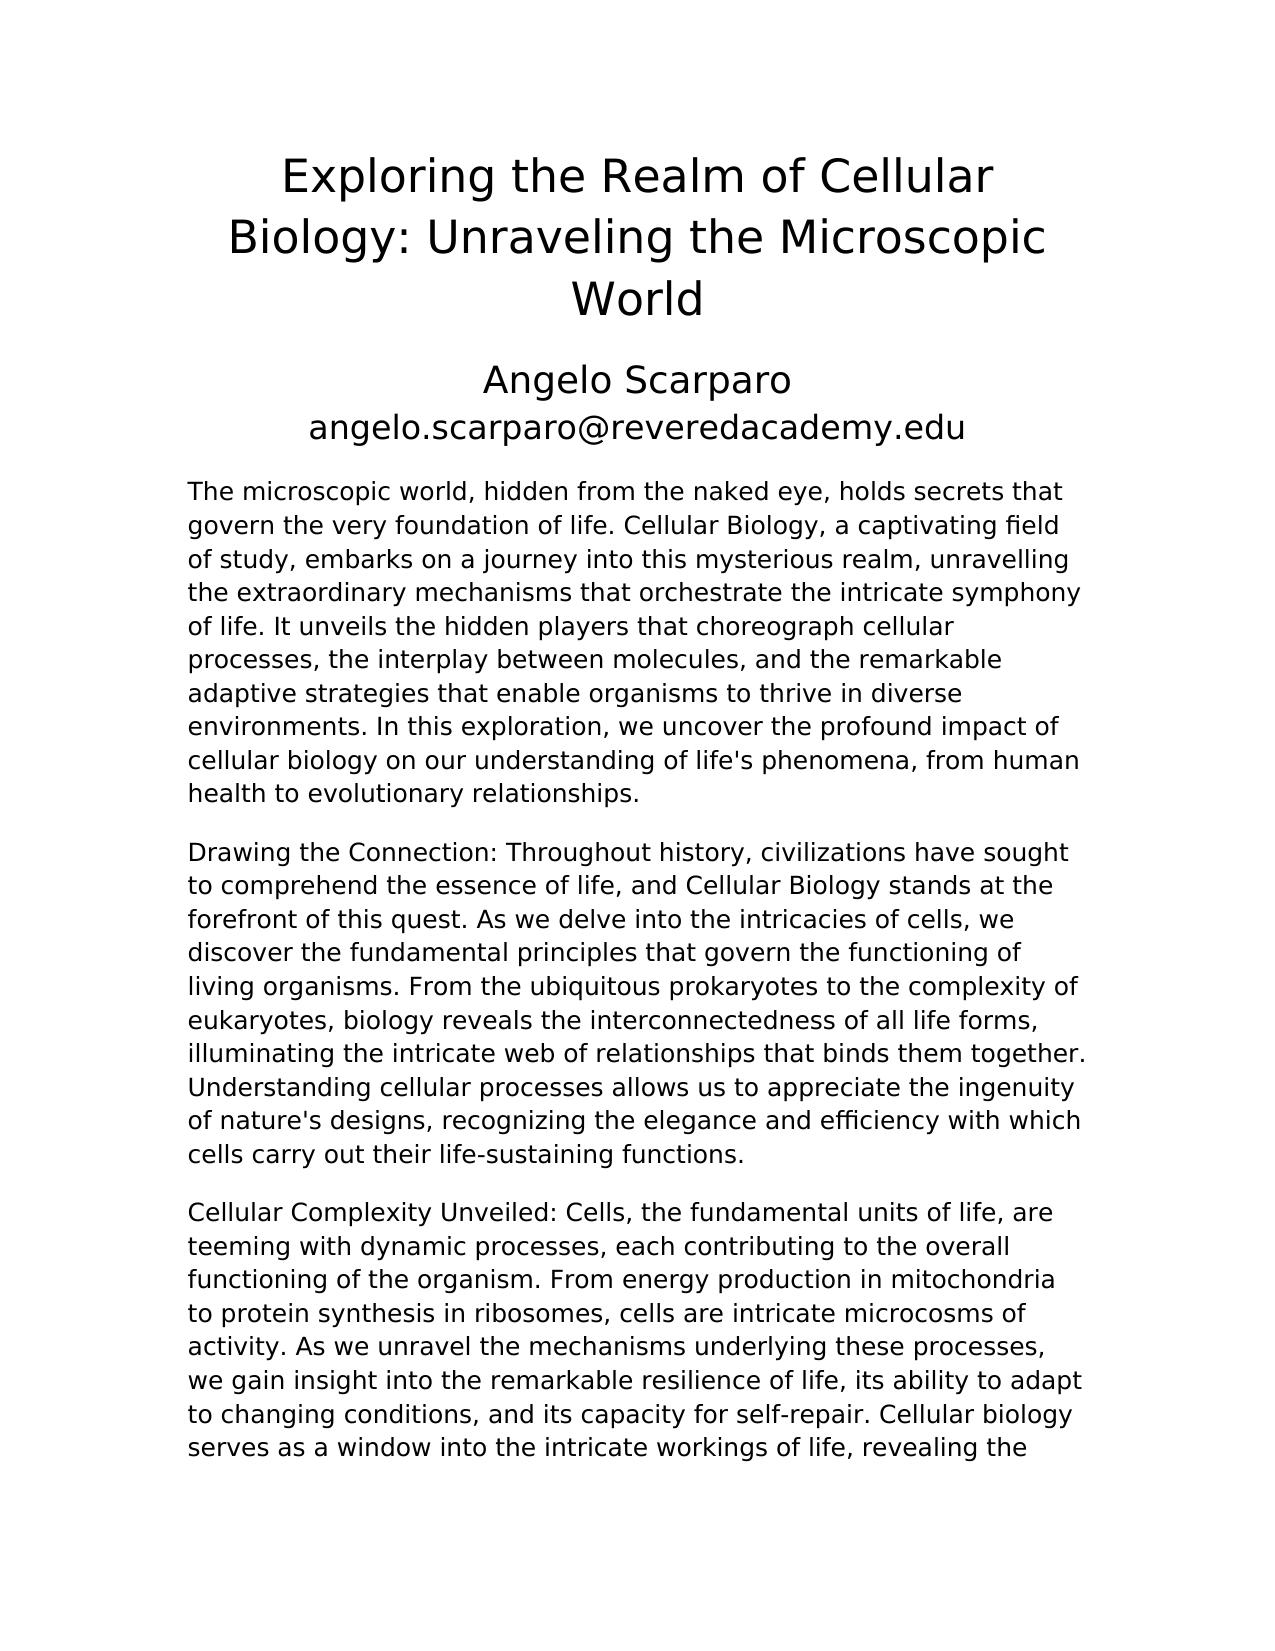 Exploring the Realm of Cellular
Biology: Unraveling the Microscopic
World
Angelo Scarparo
angelo.scarparo@reveredacademy.edu
The microscopic world, hidden from the naked eye, holds secrets that
govern the very foundation of life. Cellular Biology, a captivating field
of study, embarks on a journey into this mysterious realm, unravelling
the extraordinary mechanisms that orchestrate the intricate symphony
of life. It unveils the hidden players that choreograph cellular
processes, the interplay between molecules, and the remarkable
adaptive strategies that enable organisms to thrive in diverse
environments. In this exploration, we uncover the profound impact of
cellular biology on our understanding of life's phenomena, from human
health to evolutionary relationships.
Drawing the Connection: Throughout history, civilizations have sought
to comprehend the essence of life, and Cellular Biology stands at the
forefront of this quest. As we delve into the intricacies of cells, we
discover the fundamental principles that govern the functioning of
living organisms. From the ubiquitous prokaryotes to the complexity of
eukaryotes, biology reveals the interconnectedness of all life forms,
illuminating the intricate web of relationships that binds them together.
Understanding cellular processes allows us to appreciate the ingenuity
of nature's designs, recognizing the elegance and efficiency with which
cells carry out their life-sustaining functions.
Cellular Complexity Unveiled: Cells, the fundamental units of life, are
teeming with dynamic processes, each contributing to the overall
functioning of the organism. From energy production in mitochondria
to protein synthesis in ribosomes, cells are intricate microcosms of
activity. As we unravel the mechanisms underlying these processes,
we gain insight into the remarkable resilience of life, its ability to adapt
to changing conditions, and its capacity for self-repair. Cellular biology
serves as a window into the intricate workings of life, revealing the